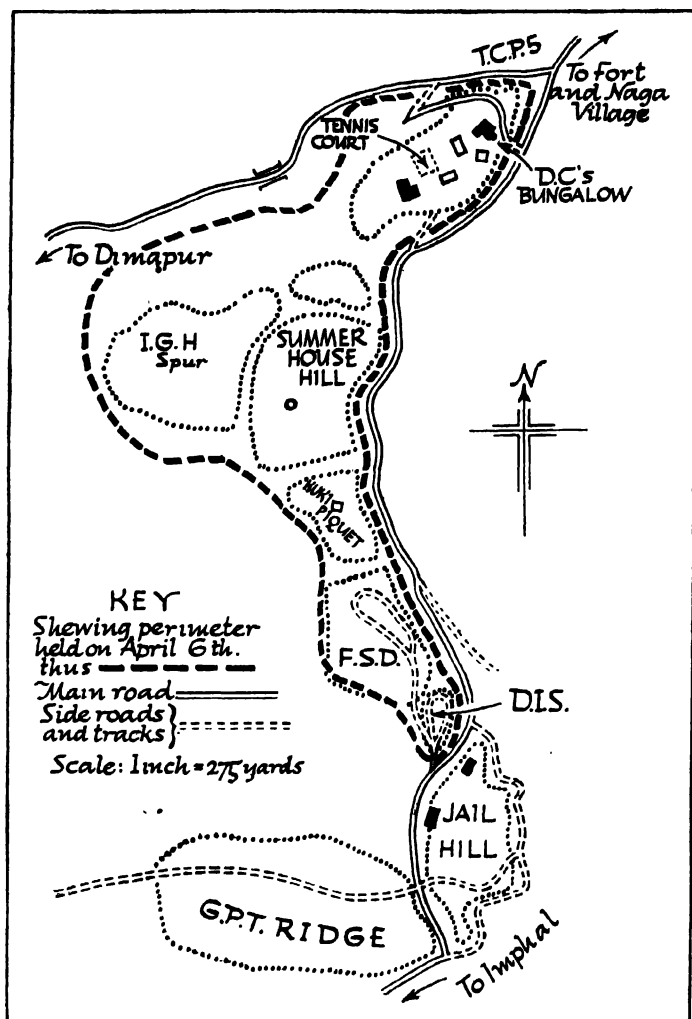 T.C.P.5
To Fort
and Naga
Village
TENNIS
COURT
D.C's
BUNGALOW
To Dimapur
I.G.H
Spur
SUMMER
HOUSE
HILL
N
KUKI
PIQUET
KEY
Shewing perimeter
held on April 6th.
thus
Main road
Side roads
and tracks
Scale: 1 inch = 275 yards
F.S.D.
D.I.S.
JAIL
HILL
G.P.T. RIDGE
To Imphal